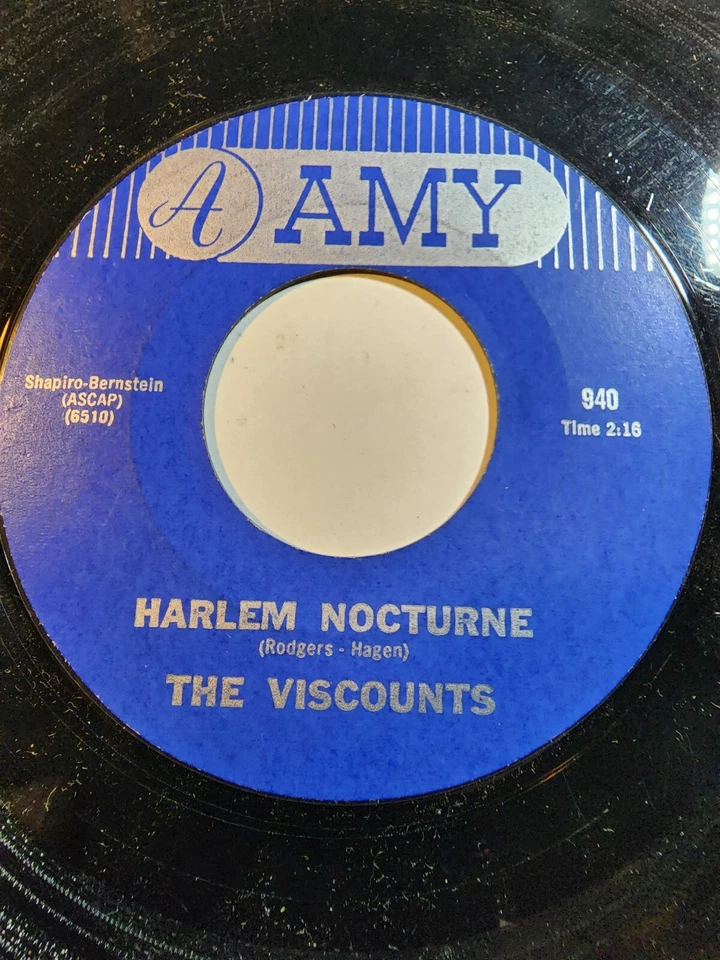 A AMY
Shapiro-Bernstein
(ASCAP)
(6510)
940
Time 2:16
HARLEM NOCTURNE
(Rodgers - Hagen)
THE VISCOUNTS